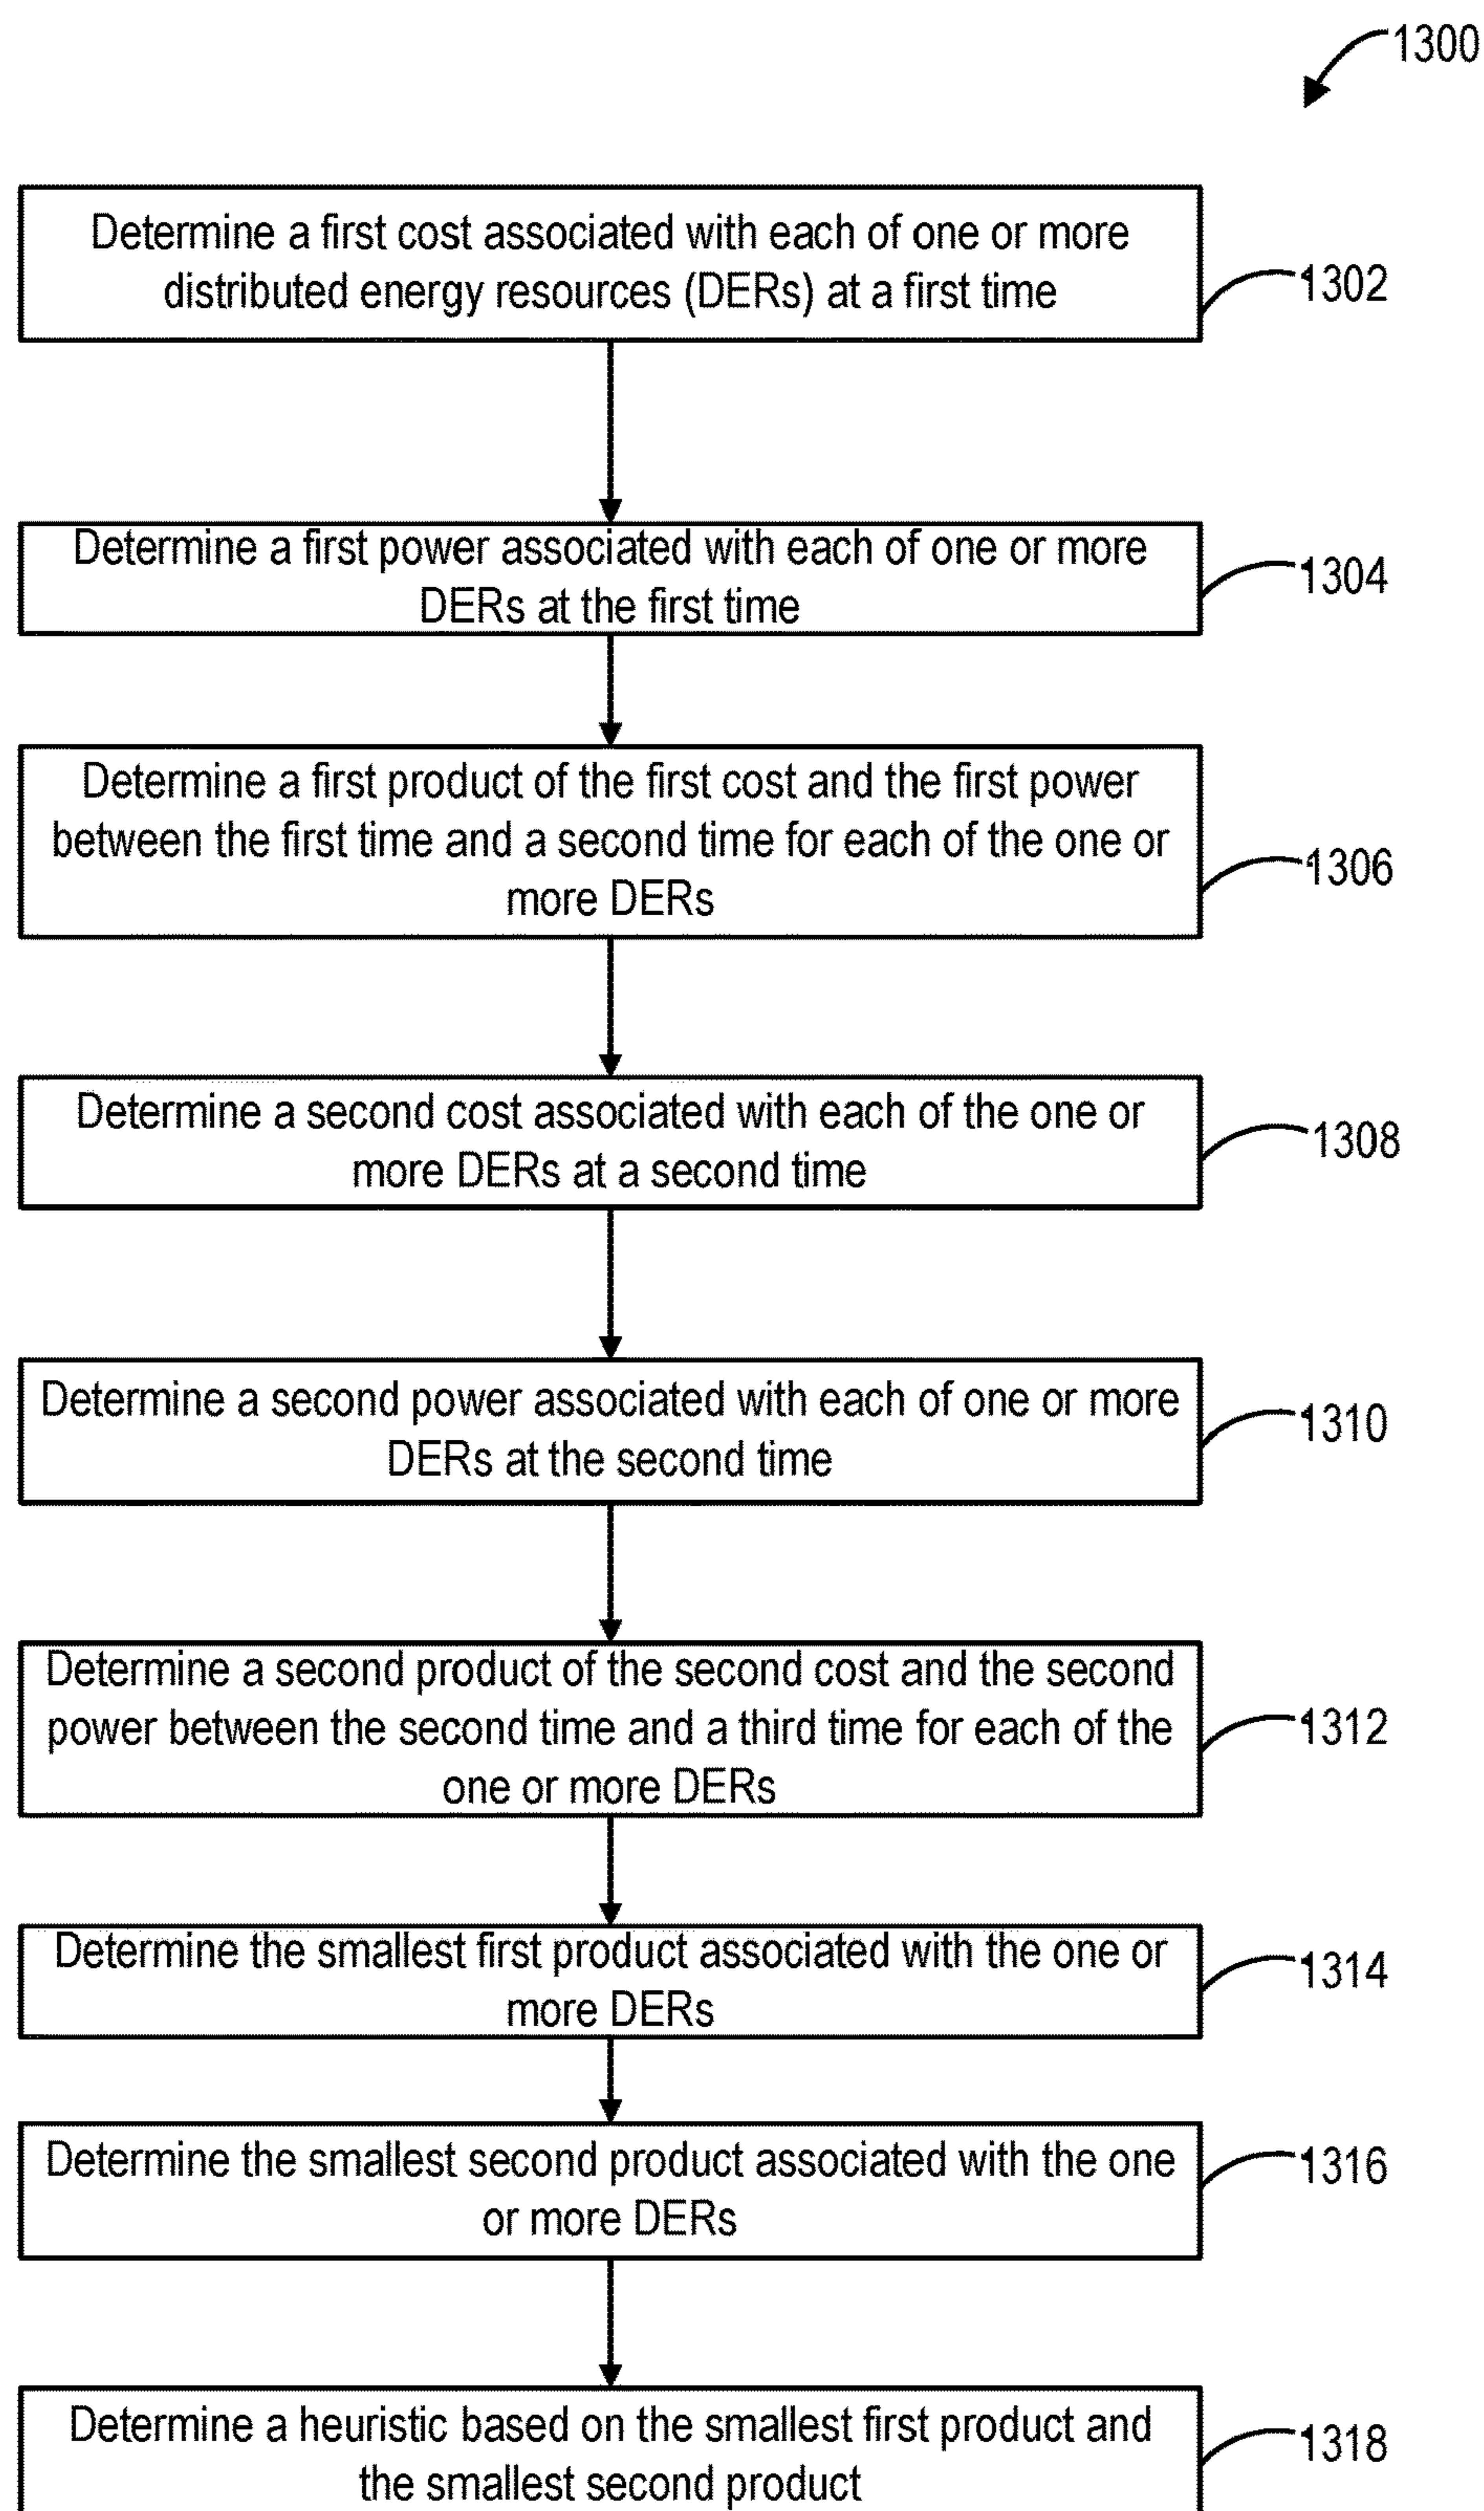 1300
Determine a first cost associated with each of one or more
distributed energy resources (DERs) at a first time
1302
Determine a first power associated with each of one or more
DERs at the first time
1304
Determine a first product of the first cost and the first power
between the first time and a second time for each of the one or
more DERs
1306
Determine a second cost associated with each of the one or
more DERs at a second time
1308
Determine a second power associated with each of one or more
DERs at the second time
1310
Determine a second product of the second cost and the second
power between the second time and a third time for each of the
one or more DERs
1312
Determine the smallest first product associated with the one or
more DERs
1314
Determine the smallest second product associated with the one
or more DERs
1316
Determine a heuristic based on the smallest first product and
the smallest second product
1318